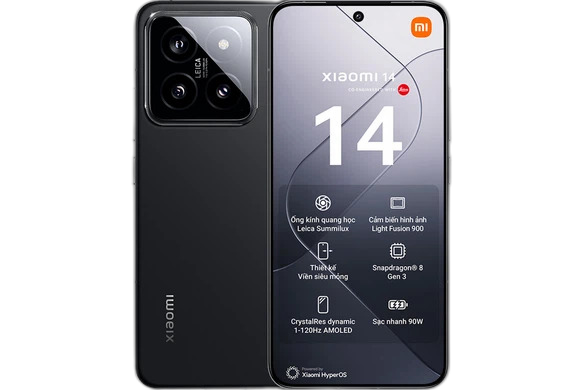 LEICA
xiaomi
mi
XIAOMI 14
14
Ống kính quang học
Leica Summilux
Cảm biến hình ảnh
Light Fusion 900
Thiết kế
Viền siêu mỏng
Snapdragon® 8
Gen 3
CrystalRes dynamic
1-120Hz AMOLED
Sạc nhanh 90W
Powered by
Xiaomi HyperOS